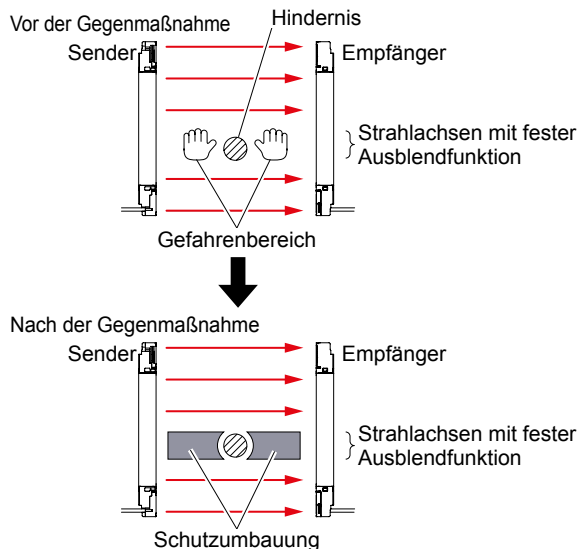 Vor der Gegenmaßnahme
Hindernis
Sender
Empfänger
Strahlachsen mit fester
Ausblendfunktion
Gefahrenbereich
Nach der Gegenmaßnahme
Sender
Empfänger
Strahlachsen mit fester
Ausblendfunktion
Schutzumbauung